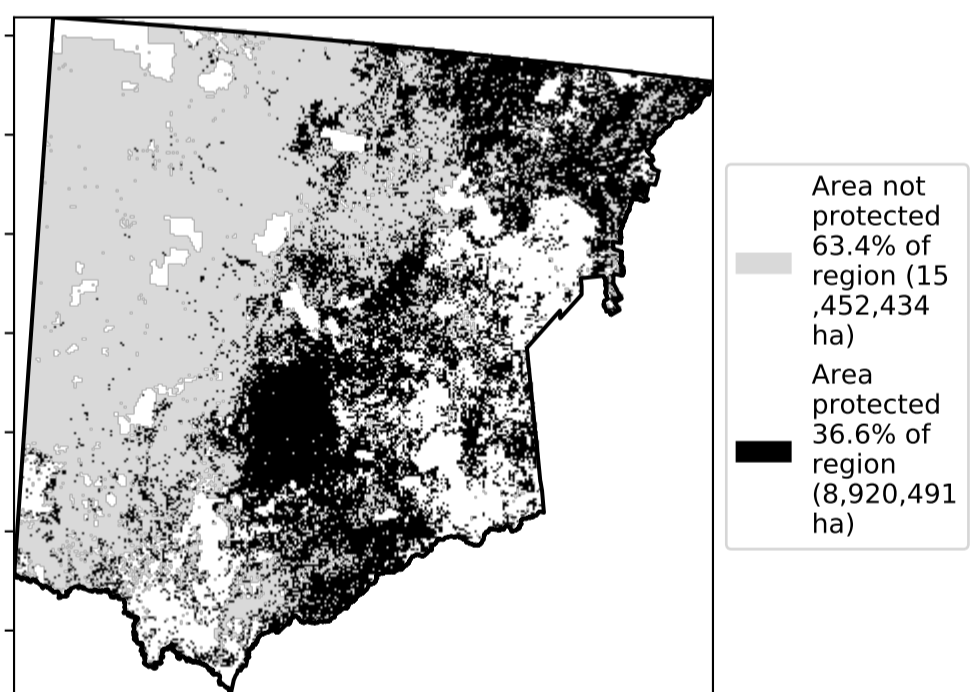 Area not
protected
63.4% of
region (15
,452,434
ha)
Area
protected
36.6% of
region
(8,920,491
ha)